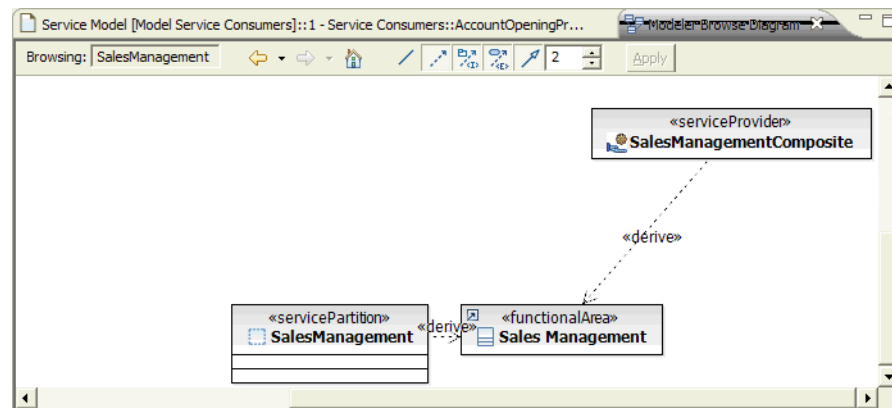 Service Model [Model Service Consumers]::1 - Service Consumers::AccountOpeningPr...
Modeler Browse Diagram
Browsing: SalesManagement
2
Apply
«serviceProvider»
SalesManagementComposite
«derive»
«servicePartition»
SalesManagement
«derive»
«functionalArea»
Sales Management